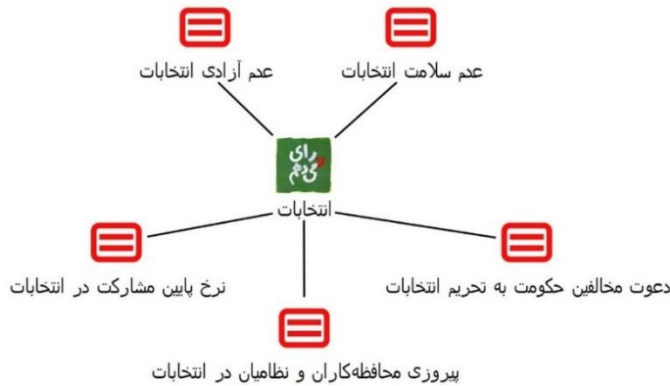 عدم آزادی انتخابات
عدم سلامت انتخابات
رای
می‌دهم
انتخابات
نرخ پایین مشارکت در انتخابات
دعوت مخالفین حکومت به تحریم انتخابات
پیروزی محافظه‌کاران و نظامیان در انتخابات